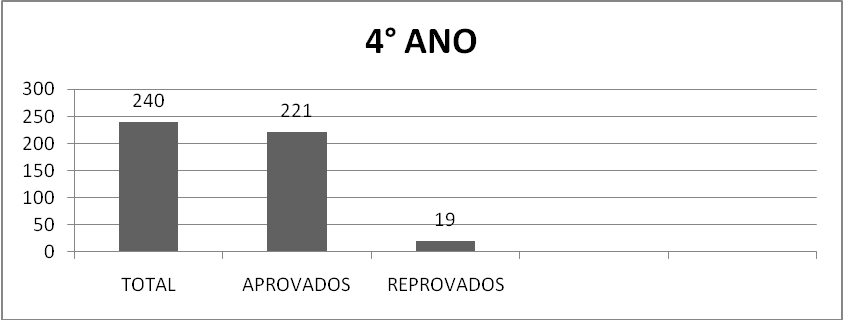 4° ANO
300
250
200
150
100
50
0
240
221
19
TOTAL
APROVADOS
REPROVADOS